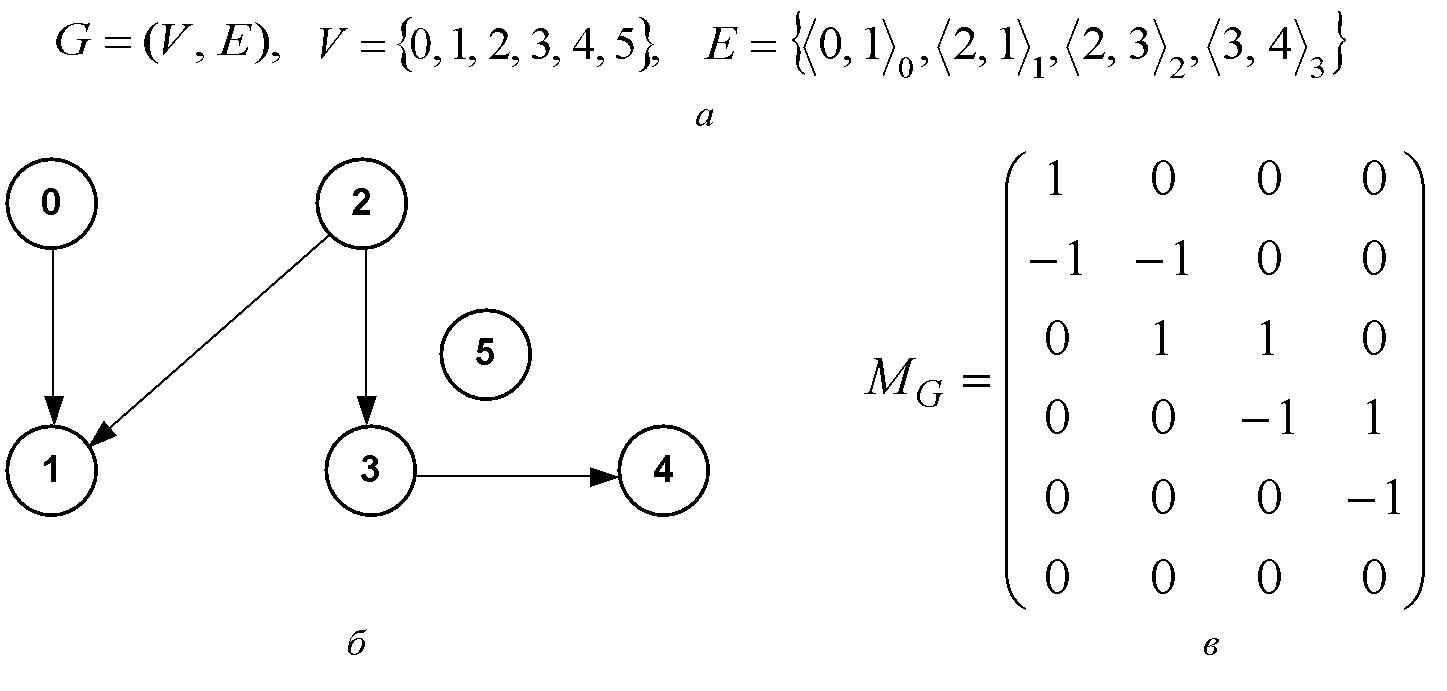 G = (V, E), V = {0, 1, 2, 3, 4, 5}, E = {⟨0, 1⟩₀, ⟨2, 1⟩₁, ⟨2, 3⟩₂, ⟨3, 4⟩₃}
а
0 2
5
1 3 4
M_G =
1 0 0 0
−1 −1 0 0
0 1 1 0
0 0 −1 1
0 0 0 −1
0 0 0 0
б в